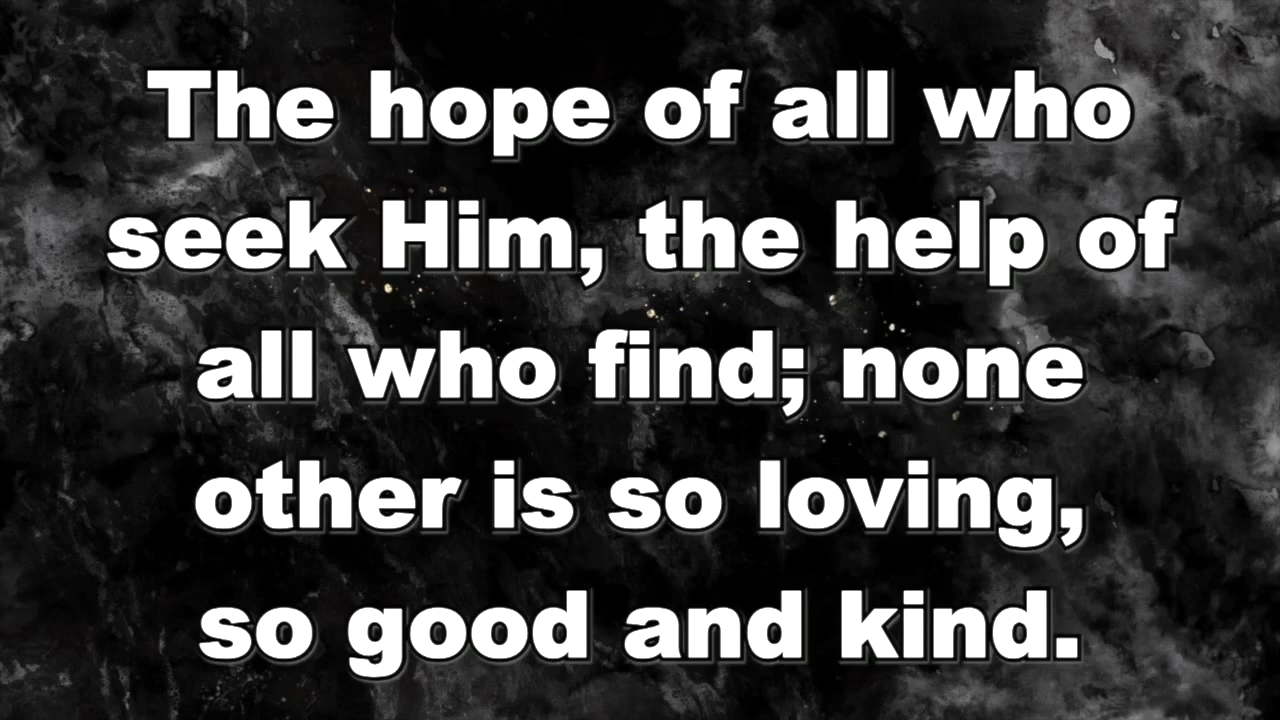 The hope of all who
seek Him, the help of
all who find; none
other is so loving,
so good and kind.